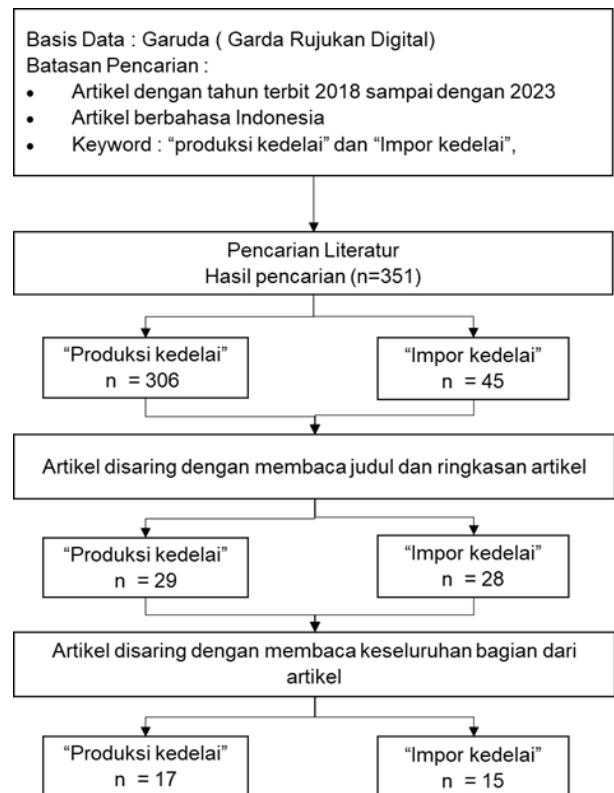 Basis Data : Garuda ( Garda Rujukan Digital)
Batasan Pencarian :
• Artikel dengan tahun terbit 2018 sampai dengan 2023
• Artikel berbahasa Indonesia
• Keyword : “produksi kedelai” dan “Impor kedelai”,
Pencarian Literatur
Hasil pencarian (n=351)
“Produksi kedelai”
n = 306
“Impor kedelai”
n = 45
Artikel disaring dengan membaca judul dan ringkasan artikel
“Produksi kedelai”
n = 29
“Impor kedelai”
n = 28
Artikel disaring dengan membaca keseluruhan bagian dari
artikel
“Produksi kedelai”
n = 17
“Impor kedelai”
n = 15